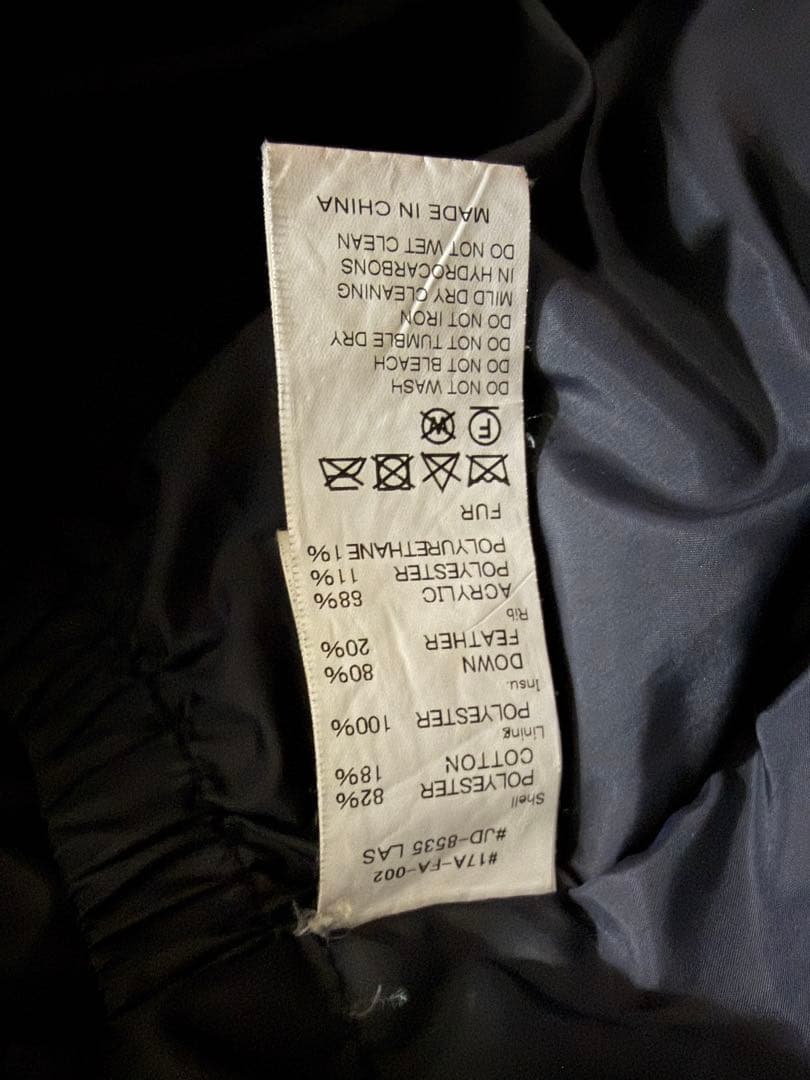 #17A-FA-002
#JD-8535 LAS
Shell
POLYESTER 82%
COTTON 18%
Lining
POLYESTER 100%
Insu.
DOWN 80%
FEATHER 20%
Rib
ACRYLIC 88%
POLYESTER 11%
POLYURETHANE 1%
FUR
F W
DO NOT WASH
DO NOT BLEACH
DO NOT TUMBLE DRY
DO NOT IRON
MILD DRY CLEANING
IN HYDROCARBONS
DO NOT WET CLEAN
MADE IN CHINA